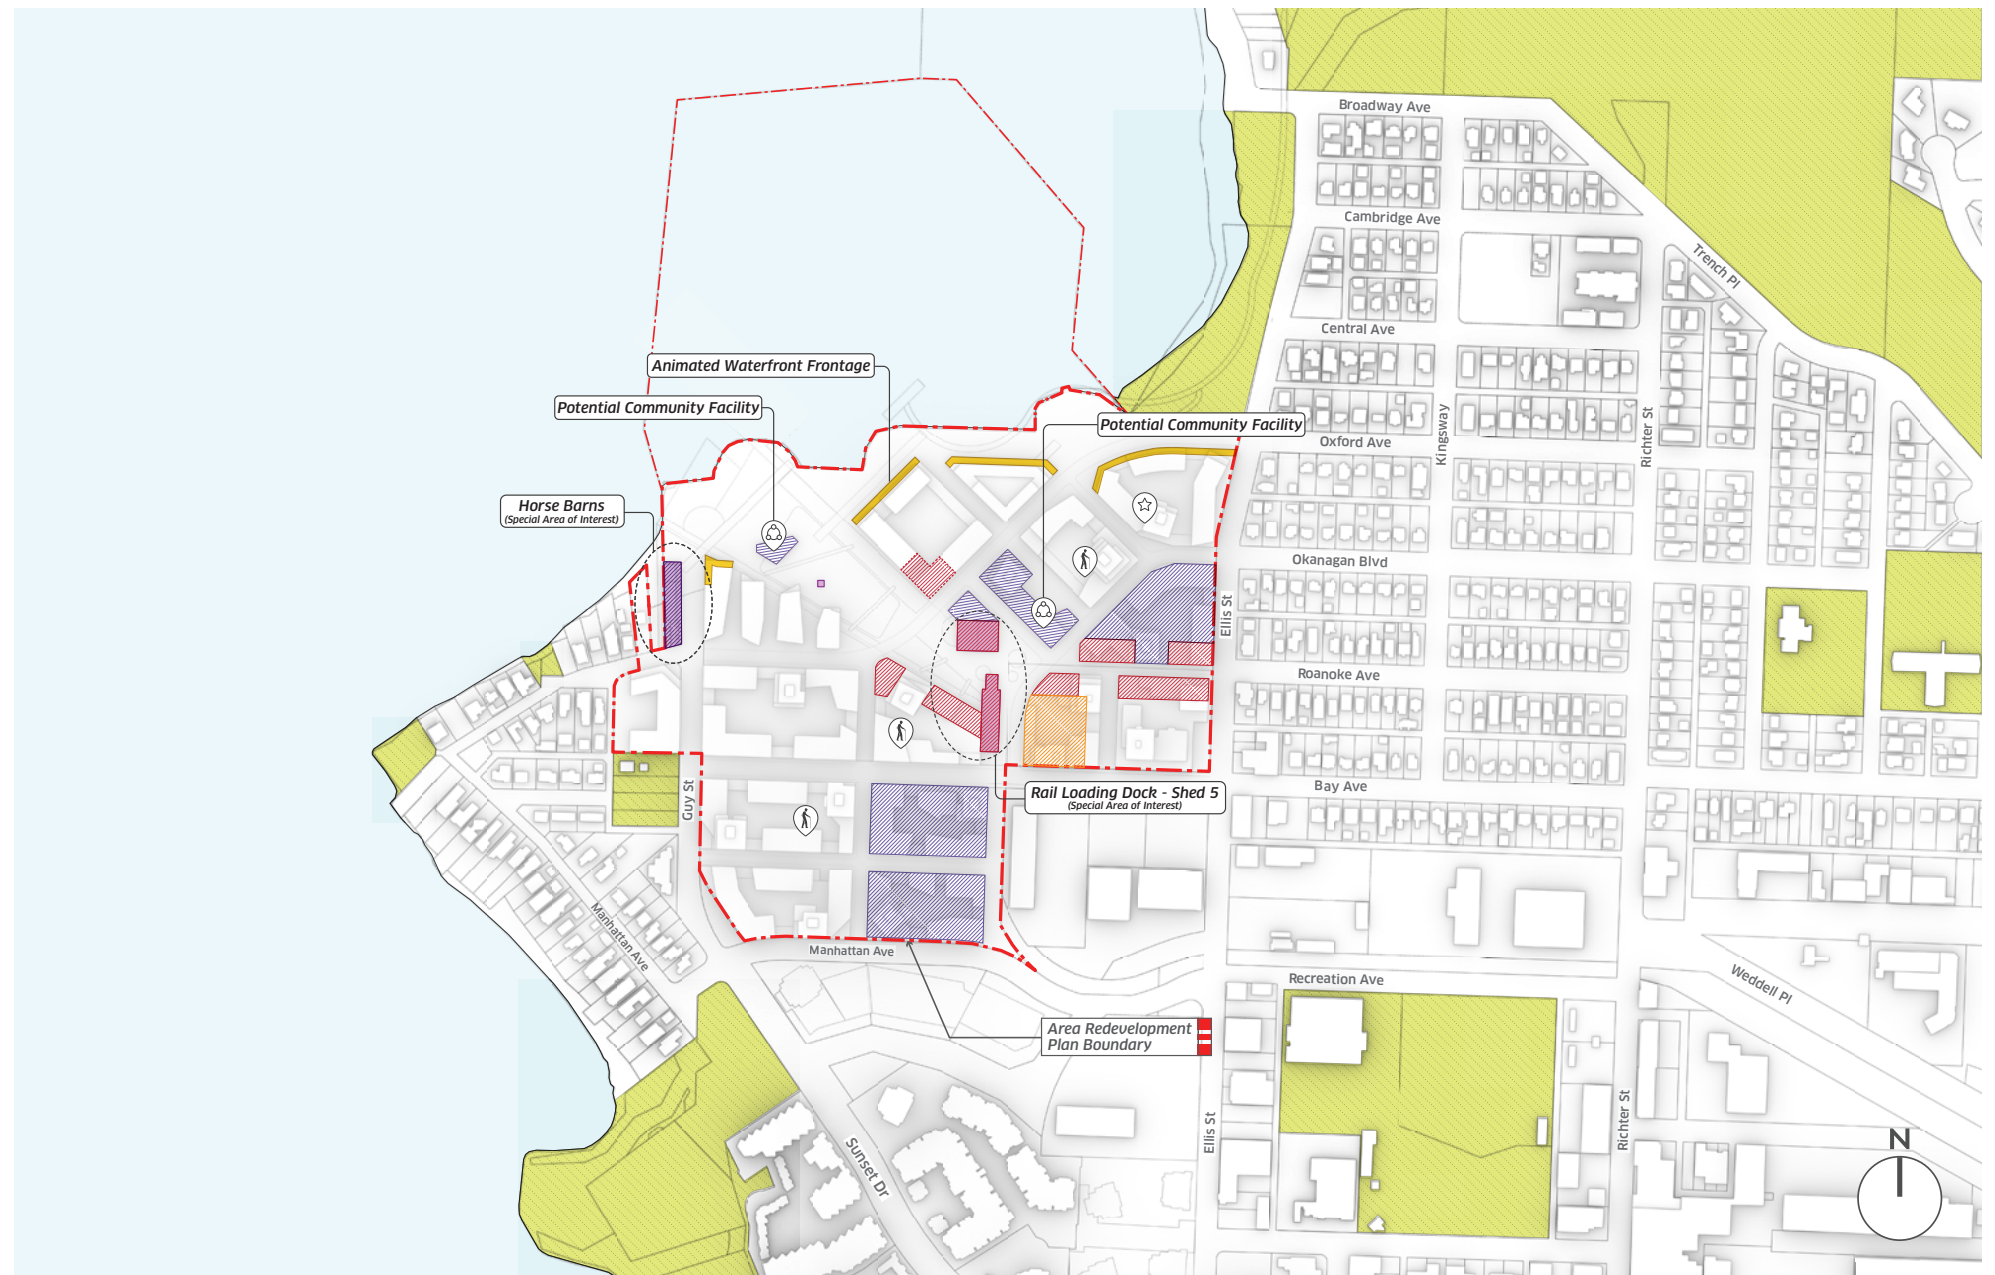 Broadway Ave
Cambridge Ave
Trench Pl
Central Ave
Animated Waterfront Frontage
Potential Community Facility
Potential Community Facility
Kingsway
Richter St
Oxford Ave
Horse Barns
(Special Area of Interest)
Okanagan Blvd
Ellis St
Roanoke Ave
Guy St
Rail Loading Dock - Shed 5
(Special Area of Interest)
Bay Ave
Manhattan Ave
Manhattan Ave
Recreation Ave
Weddell Pl
Area Redevelopment
Plan Boundary
Ellis St
Richter St
Sunset Dr
N